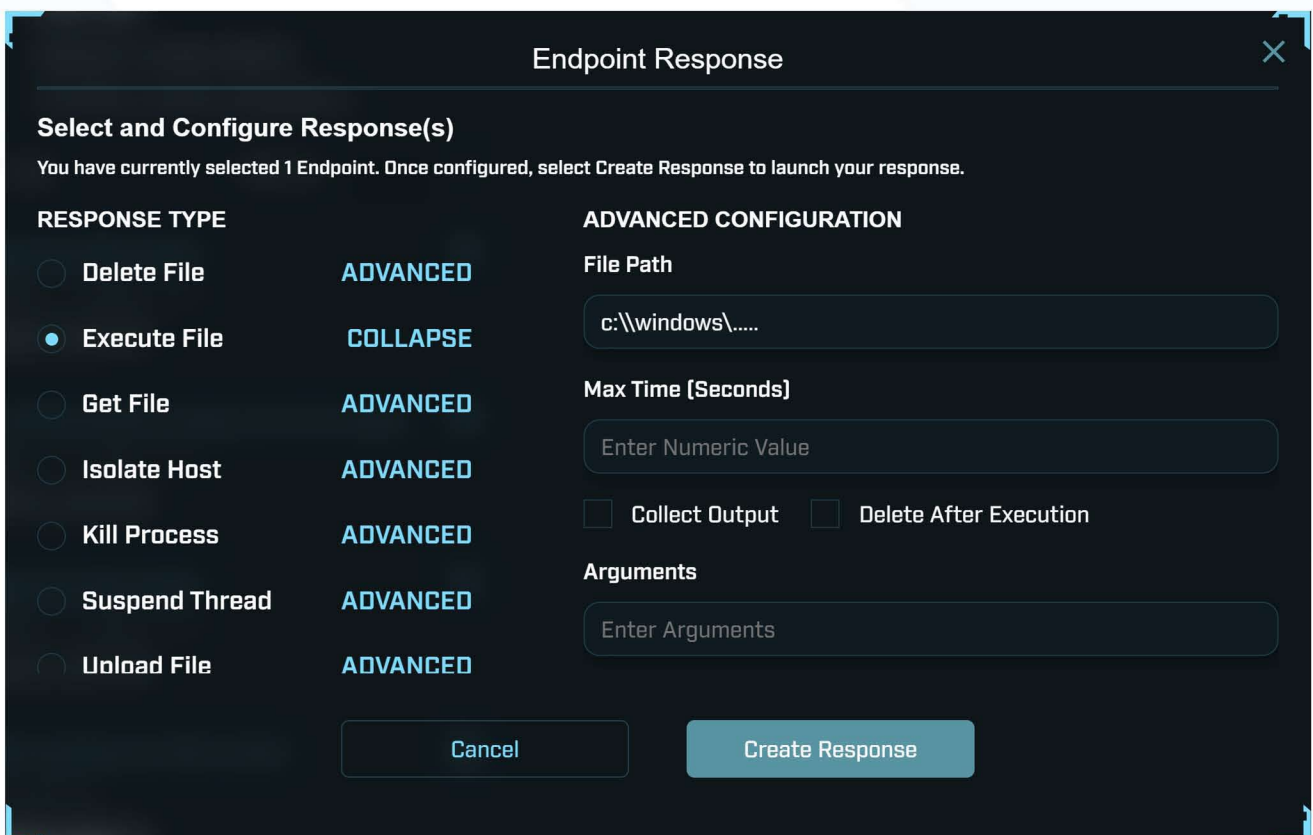 Endpoint Response
Select and Configure Response(s)
You have currently selected 1 Endpoint. Once configured, select Create Response to launch your response.
RESPONSE TYPE
Delete File ADVANCED
Execute File COLLAPSE
Get File ADVANCED
Isolate Host ADVANCED
Kill Process ADVANCED
Suspend Thread ADVANCED
Upload File ADVANCED
ADVANCED CONFIGURATION
File Path
c:\\windows\.....
Max Time (Seconds)
Enter Numeric Value
Collect Output Delete After Execution
Arguments
Enter Arguments
Cancel Create Response